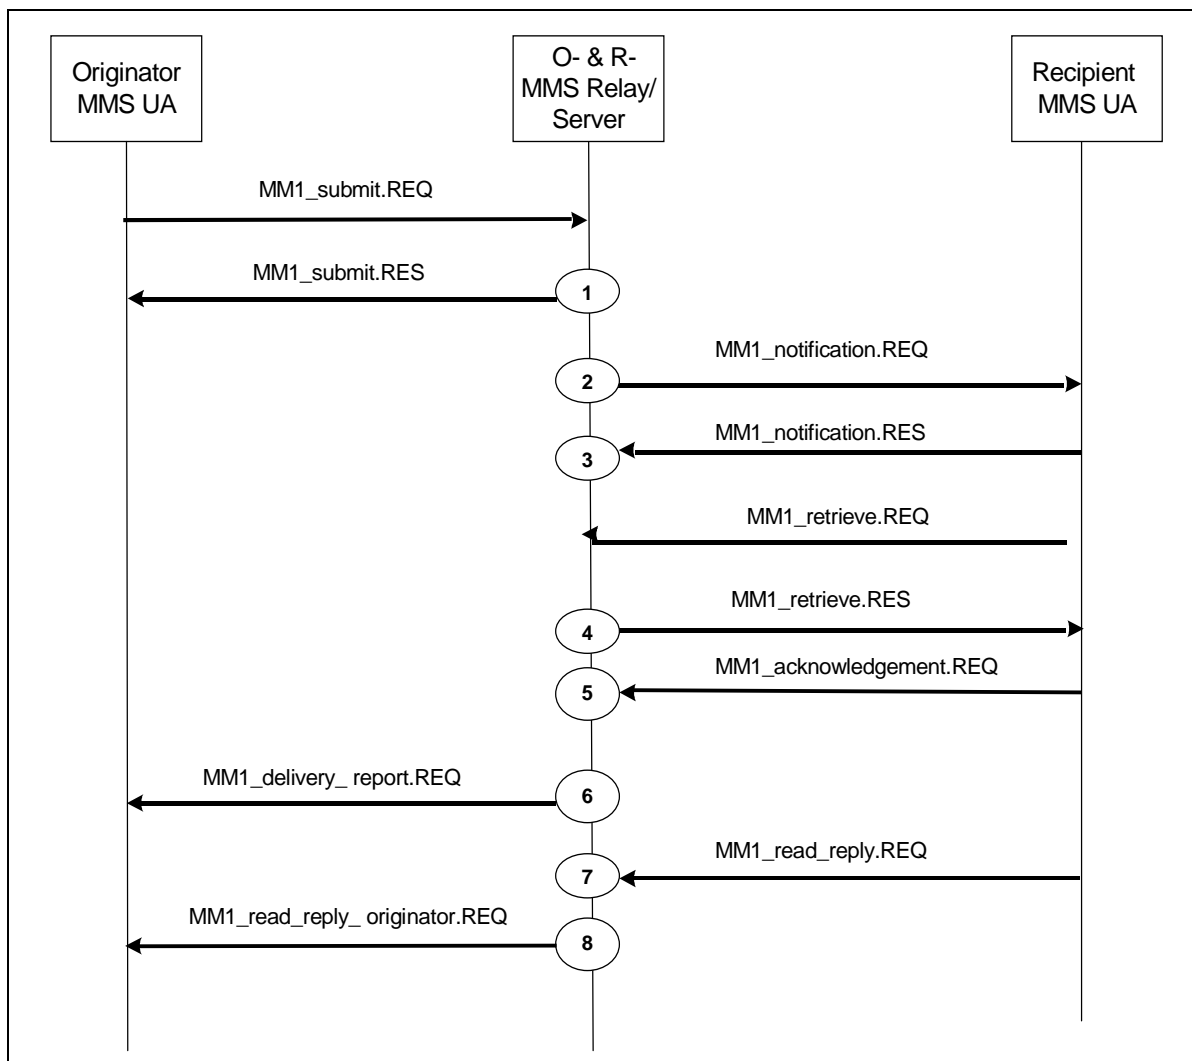 Originator
MMS UA
O- & R-
MMS Relay/
Server
Recipient
MMS UA
MM1_submit.REQ
MM1_submit.RES
1
MM1_notification.REQ
2
MM1_notification.RES
3
MM1_retrieve.REQ
MM1_retrieve.RES
4
MM1_acknowledgement.REQ
5
MM1_delivery_ report.REQ
6
MM1_read_reply.REQ
7
MM1_read_reply_ originator.REQ
8